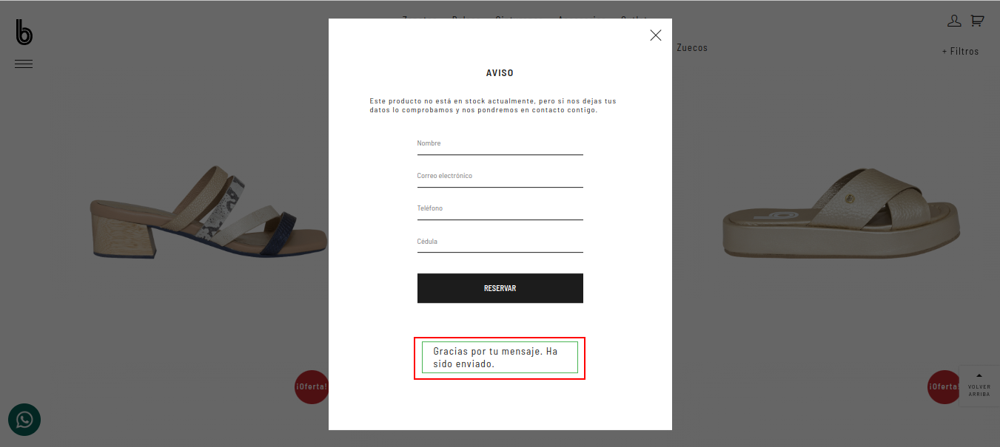 b
Zuecos
+ Filtros
AVISO
Este producto no está en stock actualmente, pero si nos dejas tus
datos lo comprobamos y nos pondremos en contacto contigo.
Nombre
Correo electrónico
Teléfono
Cédula
RESERVAR
Gracias por tu mensaje. Ha
sido enviado.
¡Oferta!
¡Oferta!
VOLVER
ARRIBA